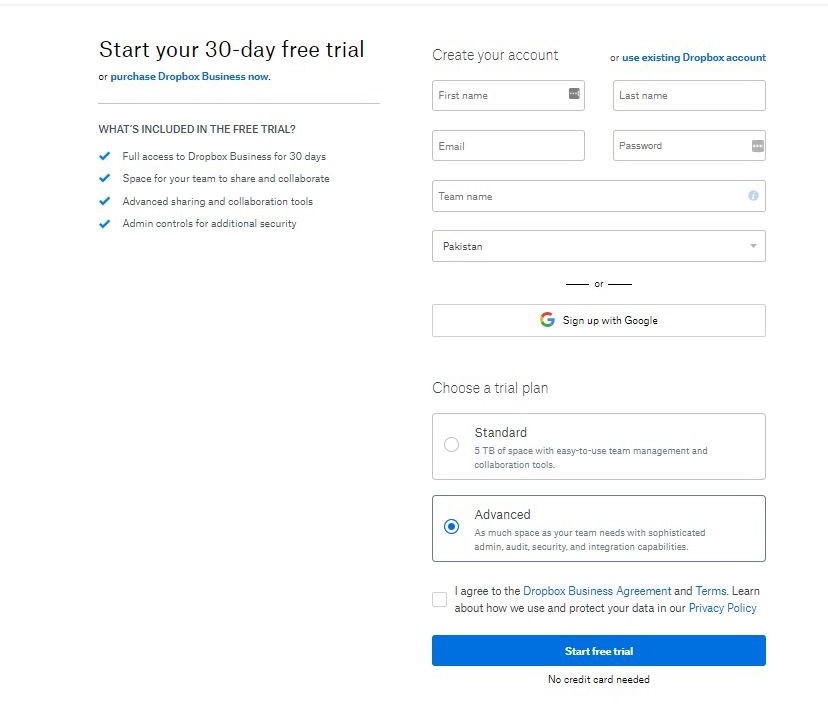 Start your 30-day free trial
or purchase Dropbox Business now.
WHAT'S INCLUDED IN THE FREE TRIAL?
Full access to Dropbox Business for 30 days
Space for your team to share and collaborate
Advanced sharing and collaboration tools
Admin controls for additional security
Create your account
or use existing Dropbox account
First name
Last name
Email
Password
Team name
Pakistan
or
Sign up with Google
Choose a trial plan
Standard
5 TB of space with easy-to-use team management and
collaboration tools.
Advanced
As much space as your team needs with sophisticated
admin, audit, security, and integration capabilities.
I agree to the Dropbox Business Agreement and Terms. Learn
about how we use and protect your data in our Privacy Policy
Start free trial
No credit card needed